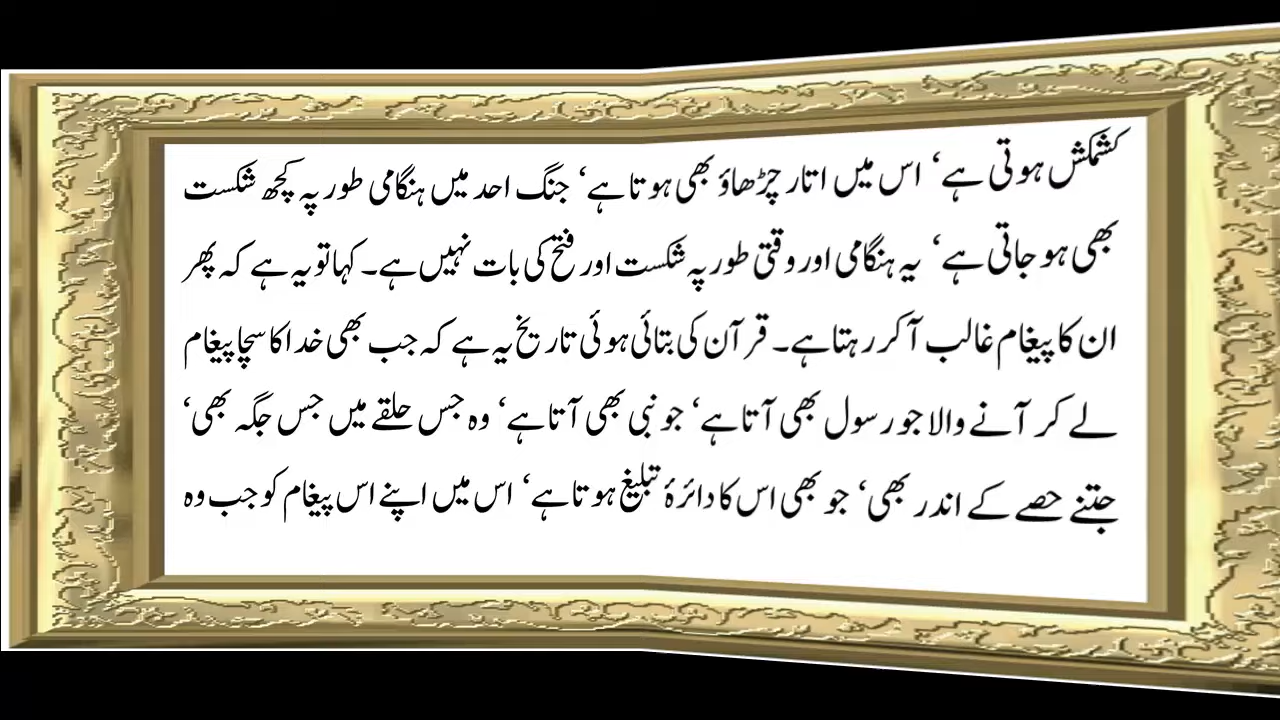 کشمکش ہوتی ہے‘ اس میں اتار چڑھاؤ بھی ہوتا ہے‘ جنگ احد میں ہنگامی طور پہ کچھ شکست
بھی ہو جاتی ہے‘ یہ ہنگامی اور وقتی طور پہ شکست اور فتح کی بات نہیں ہے۔ کہا تو یہ ہے کہ پھر
ان کا پیغام غالب آ کر رہتا ہے۔ قرآن کی بتائی ہوئی تاریخ یہ ہے کہ جب بھی خدا کا سچا پیغام
لے کر آنے والا جو رسول بھی آتا ہے‘ جو نبی بھی آتا ہے‘ وہ جس حلقے میں جس جگہ بھی‘
جتنے حصے کے اندر بھی‘ جو بھی اس کا دائرۂ تبلیغ ہوتا ہے‘ اس میں اپنے اس پیغام کو جب وہ